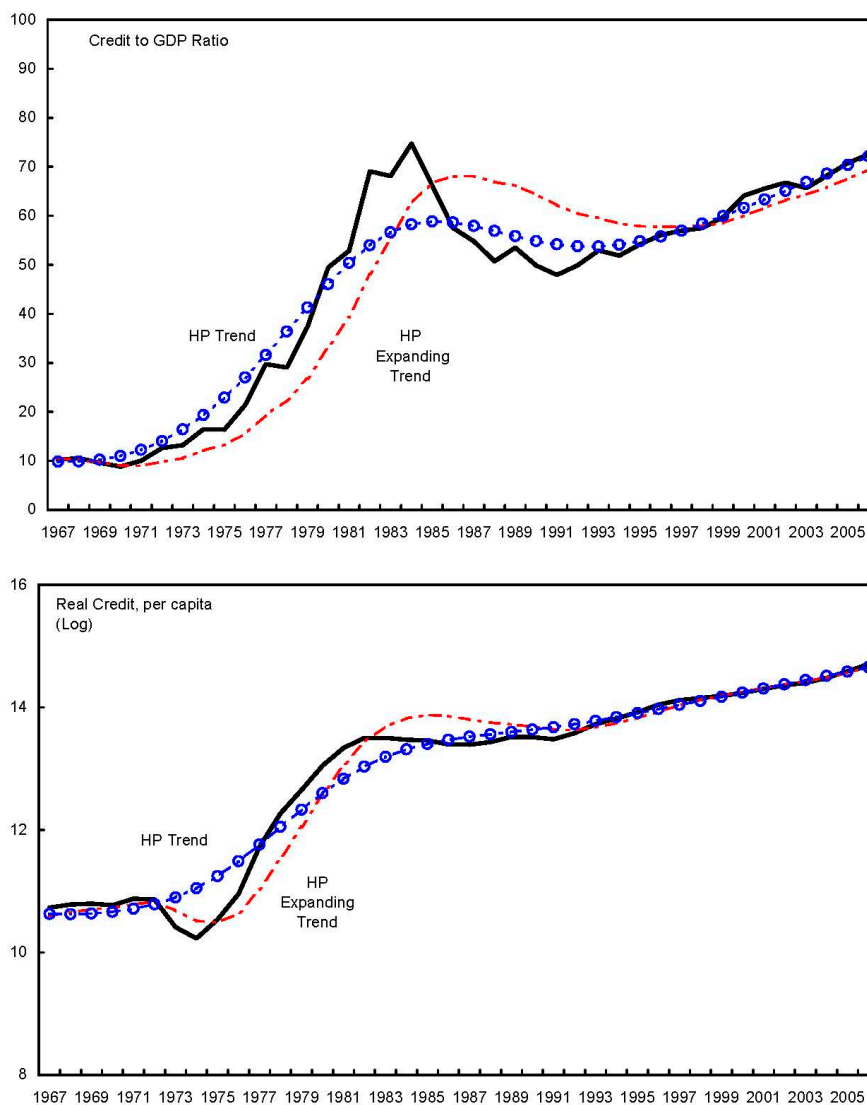 100
Credit to GDP Ratio
90
80
70
60
50
40
HP Trend
HP
Expanding
Trend
30
20
10
0
1967 1969 1971 1973 1975 1977 1979 1981 1983 1985 1987 1989 1991 1993 1995 1997 1999 2001 2003 2005
16
Real Credit, per capita
(Log)
14
12
HP Trend
HP
Expanding
Trend
10
8
1967 1969 1971 1973 1975 1977 1979 1981 1983 1985 1987 1989 1991 1993 1995 1997 1999 2001 2003 2005